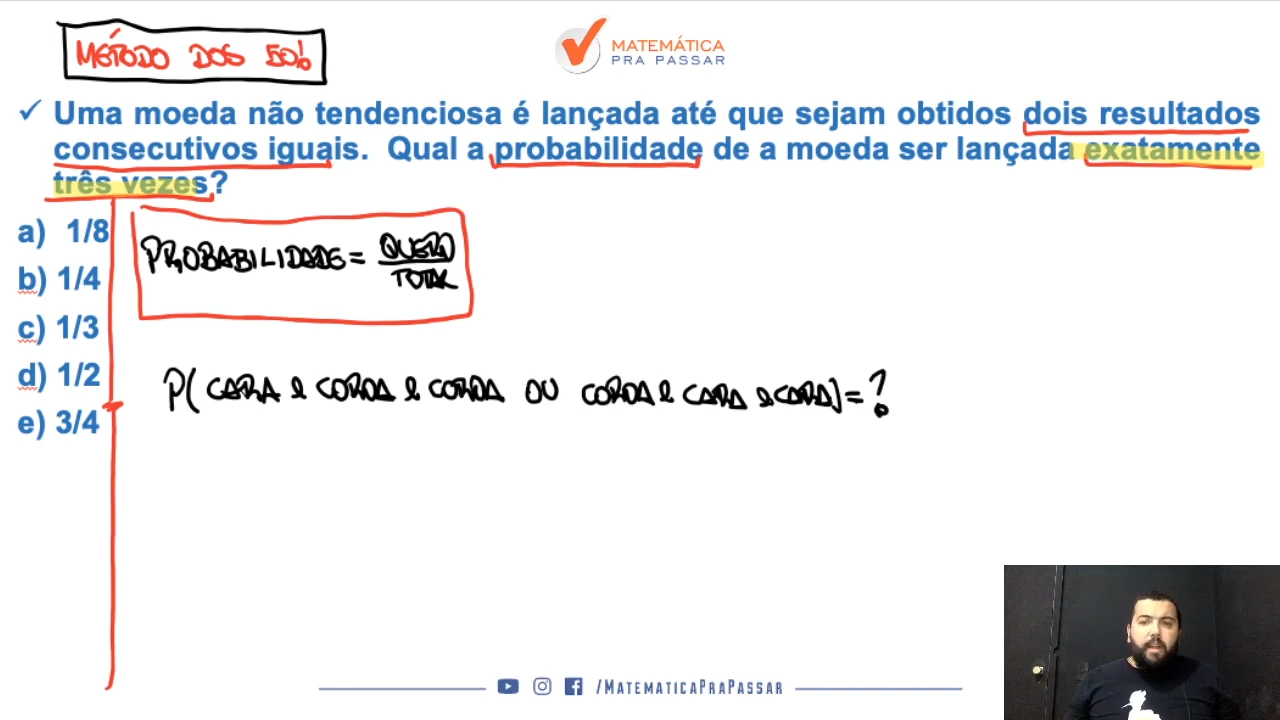 MÉTODO DOS 50!
MATEMÁTICA
PRA PASSAR
✓ Uma moeda não tendenciosa é lançada até que sejam obtidos dois resultados
consecutivos iguais. Qual a probabilidade de a moeda ser lançada exatamente
três vezes?
a) 1/8
b) 1/4
c) 1/3
d) 1/2
e) 3/4
PROBABILIDADE = QUERO
TOTAL
P( CARA e COROA e COROA OU COROA e CARA e CARA) = ?
/MATEMATICAPRAPASSAR